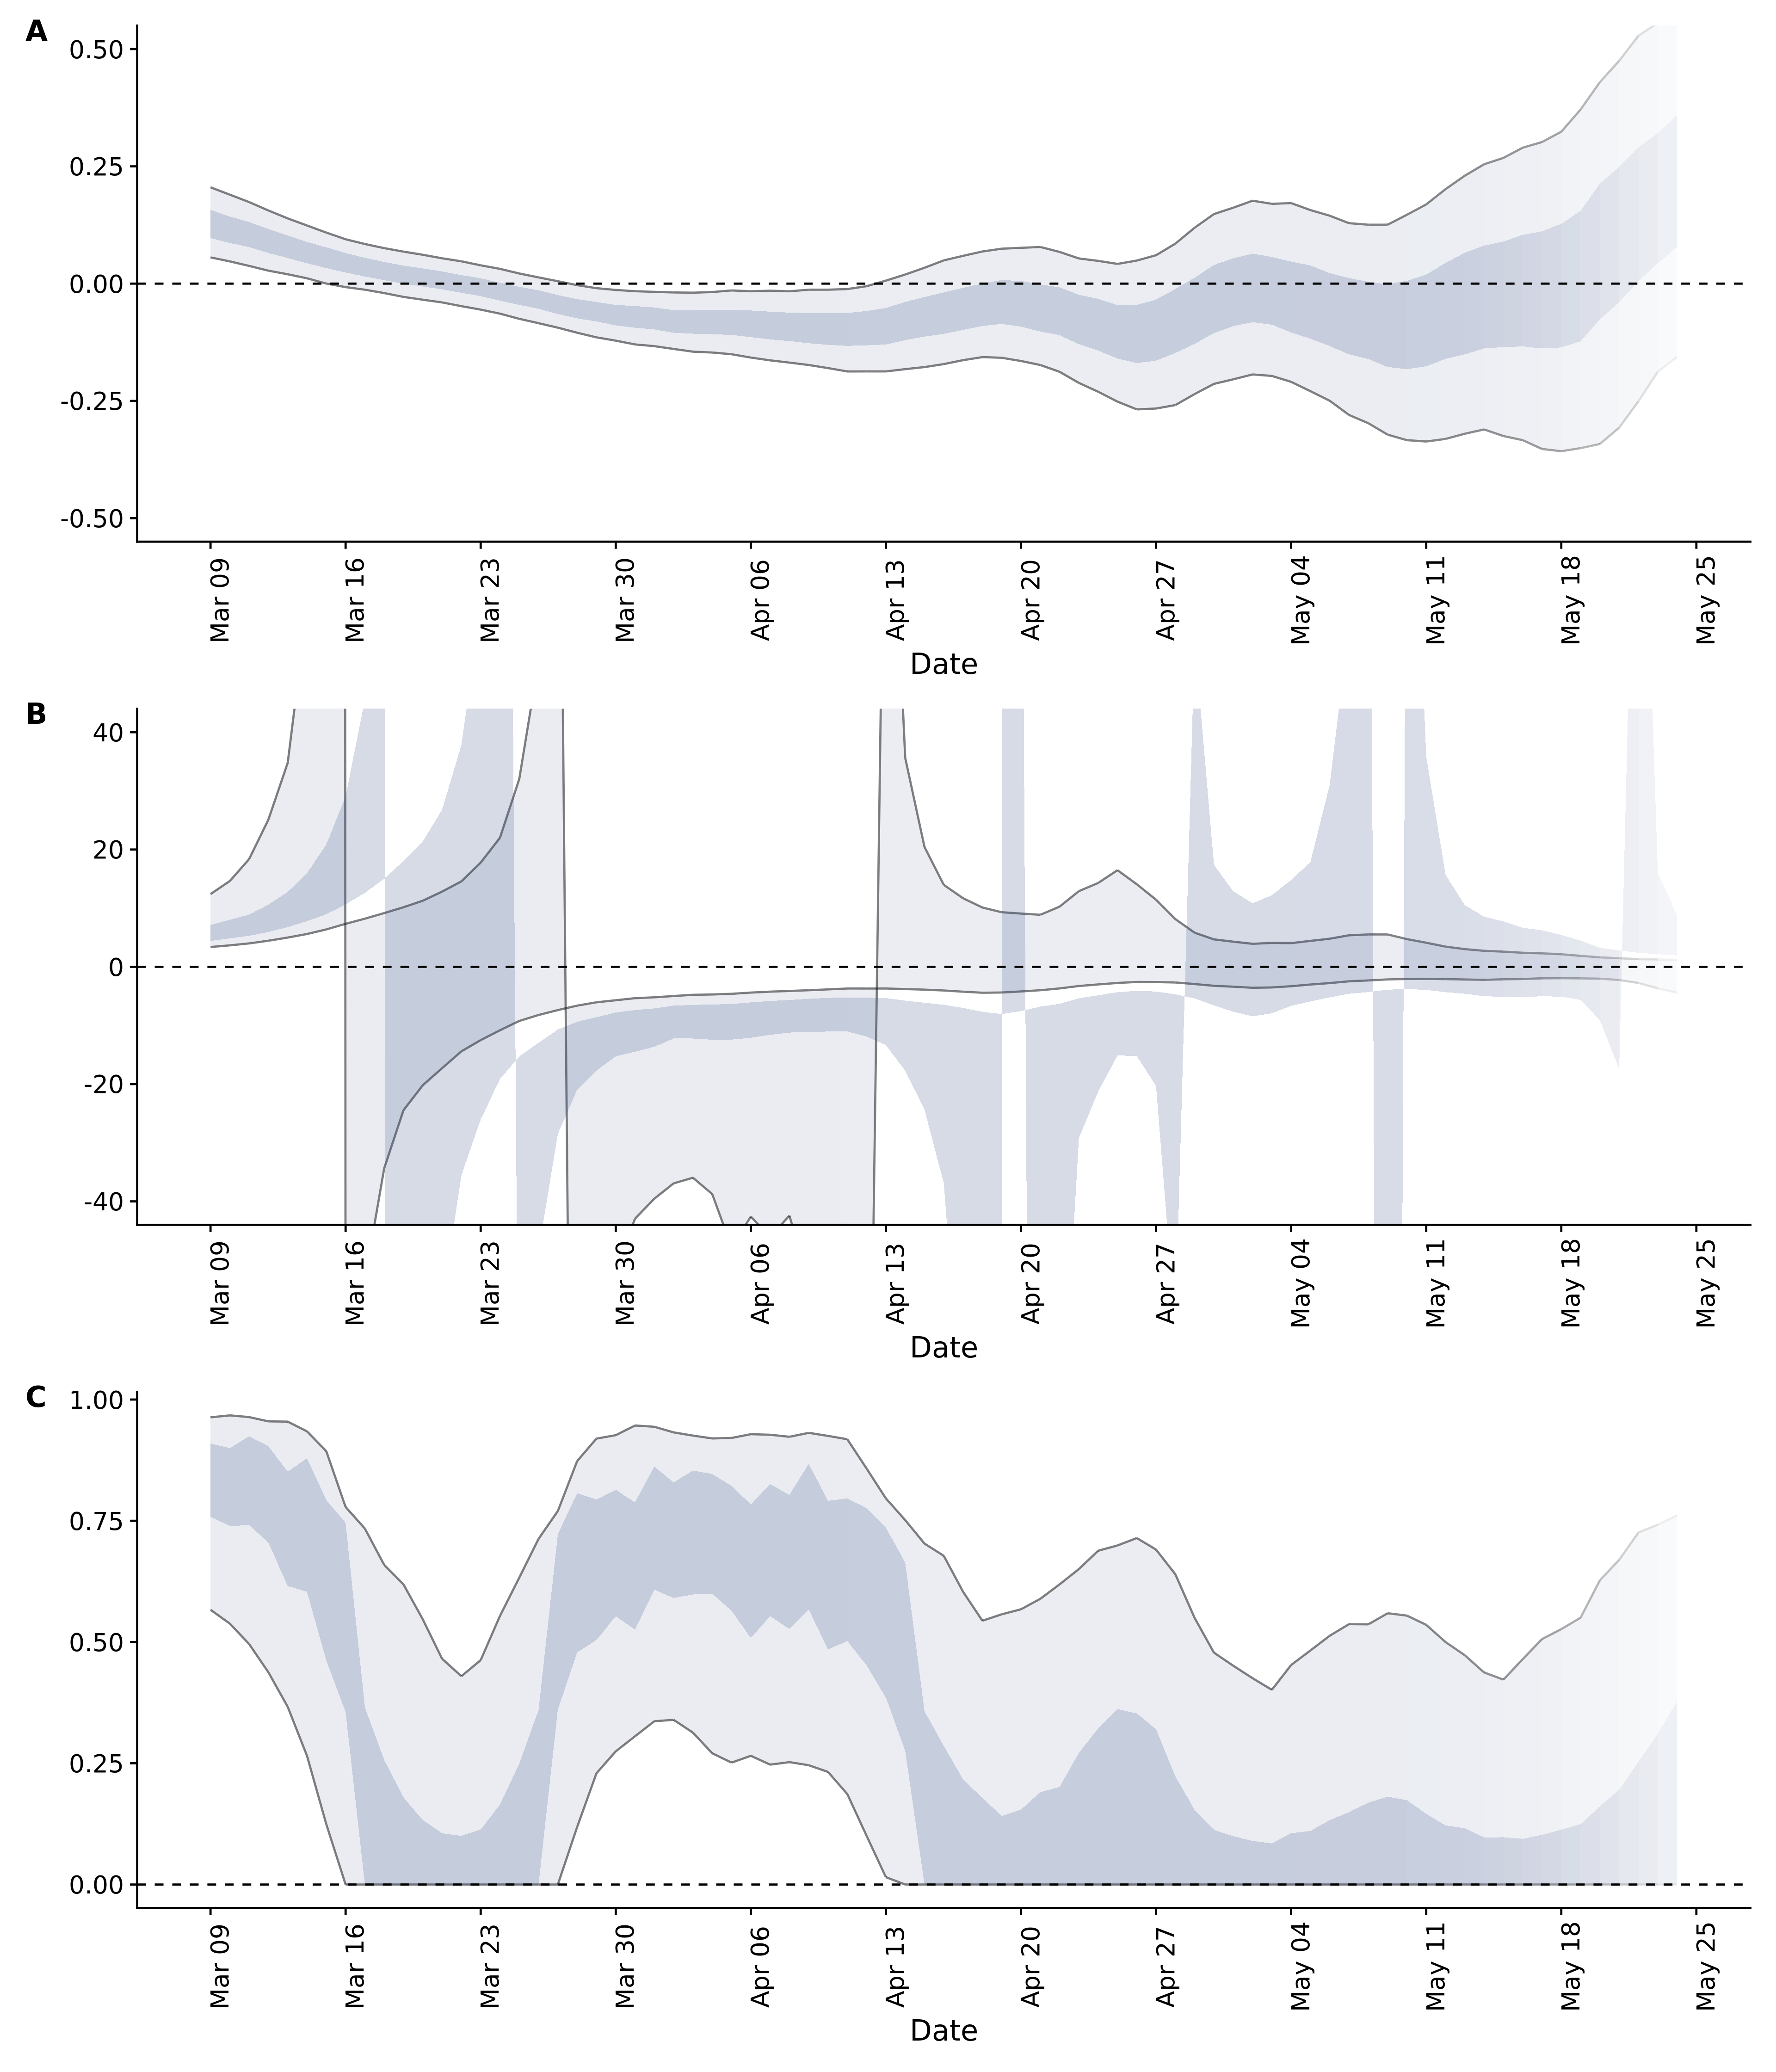 A
0.50
0.25
0.00
-0.25
-0.50
Mar 09
Mar 16
Mar 23
Mar 30
Apr 06
Apr 13
Apr 20
Apr 27
May 04
May 11
May 18
May 25
Date
B
40
20
0
-20
-40
Mar 09
Mar 16
Mar 23
Mar 30
Apr 06
Apr 13
Apr 20
Apr 27
May 04
May 11
May 18
May 25
Date
C
1.00
0.75
0.50
0.25
0.00
Mar 09
Mar 16
Mar 23
Mar 30
Apr 06
Apr 13
Apr 20
Apr 27
May 04
May 11
May 18
May 25
Date